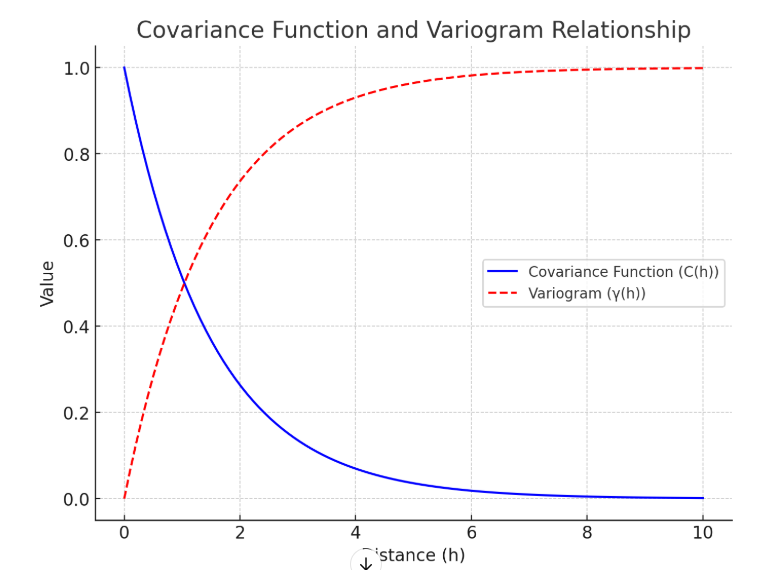 Covariance Function and Variogram Relationship
1.0
0.8
0.6
0.4
0.2
0.0
Value
Covariance Function (C(h))
Variogram (γ(h))
0 2 4 6 8 10
Distance (h)